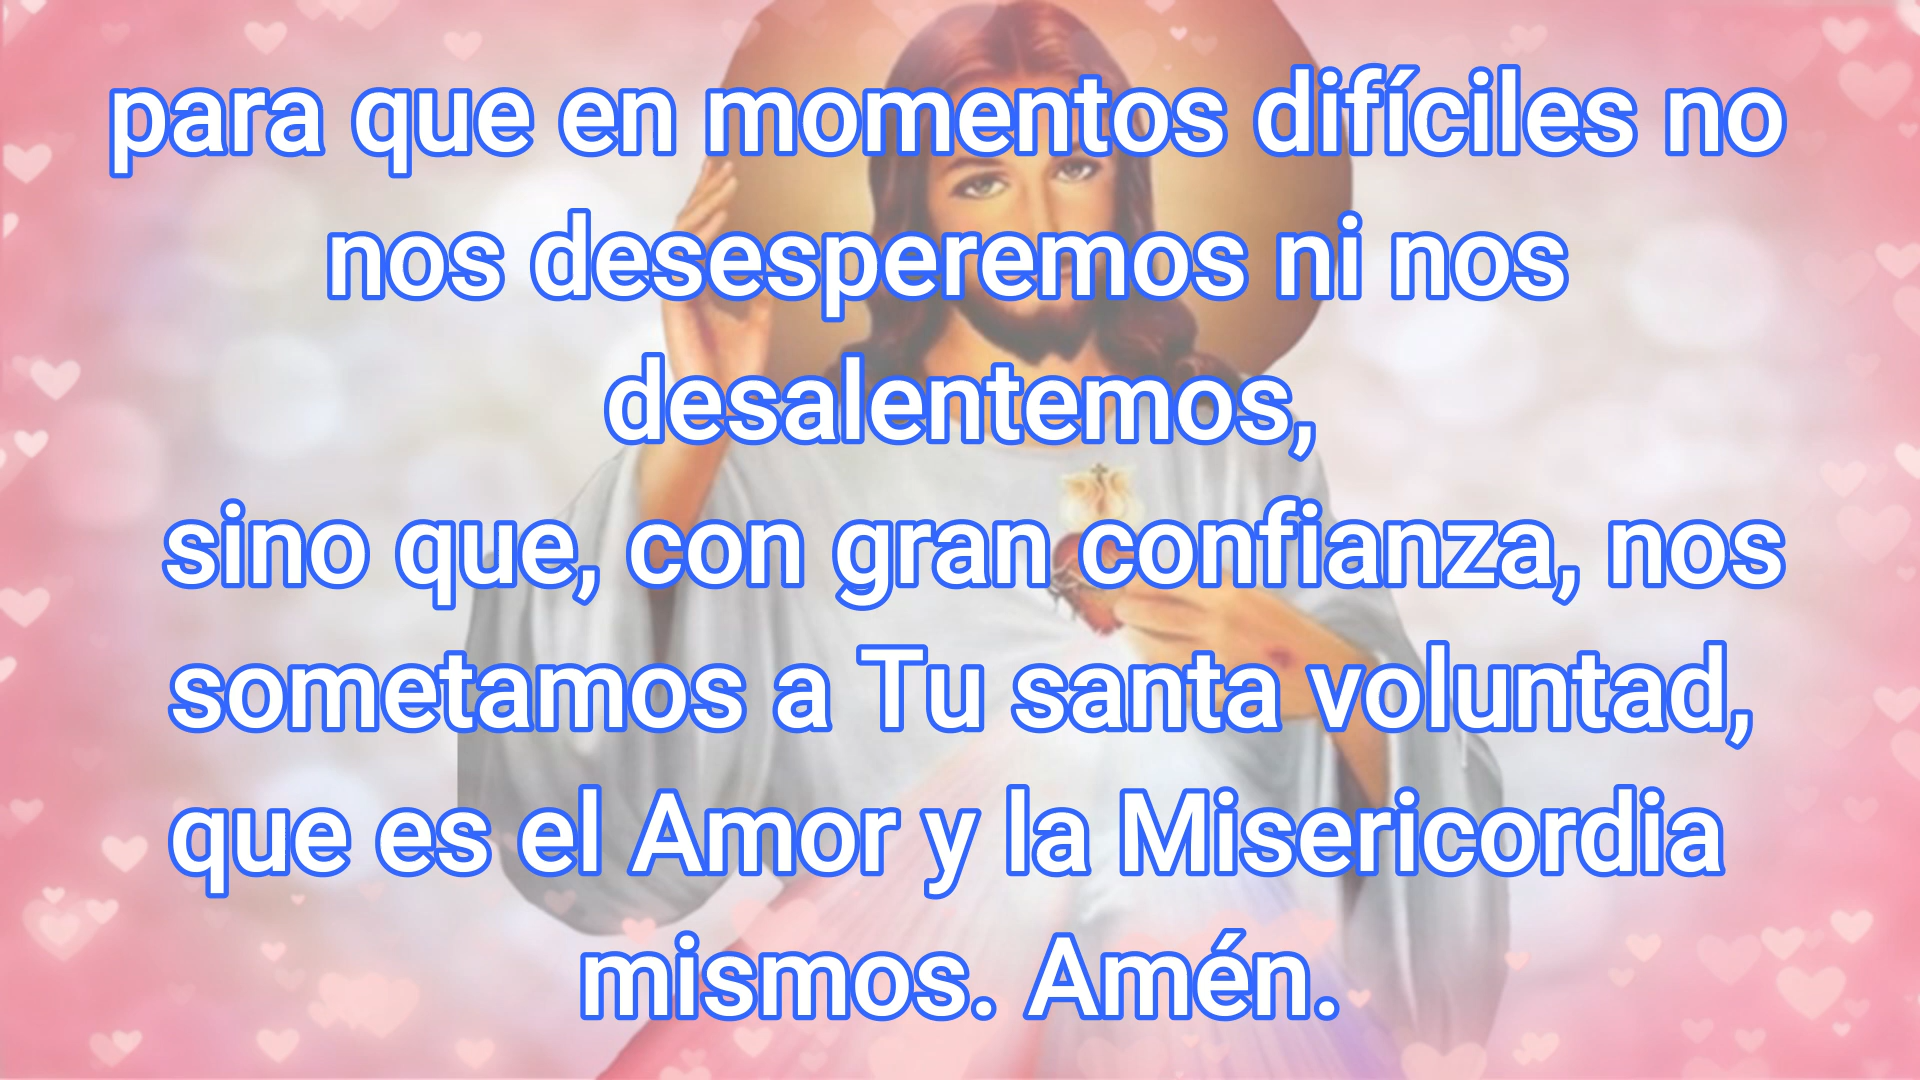 para que en momentos difíciles no
nos desesperemos ni nos
desalentemos,
sino que, con gran confianza, nos
sometamos a Tu santa voluntad,
que es el Amor y la Misericordia
mismos. Amén.